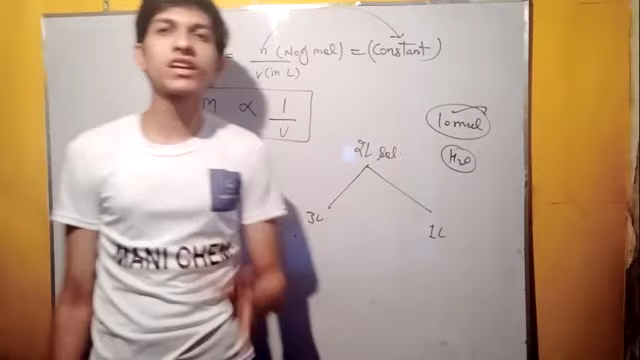 = n (No of mol) = (Constant)
v (in L)
m ∝ 1
v
10 mol
2L Sol.
H2O
3L
1L
MANI CHEM